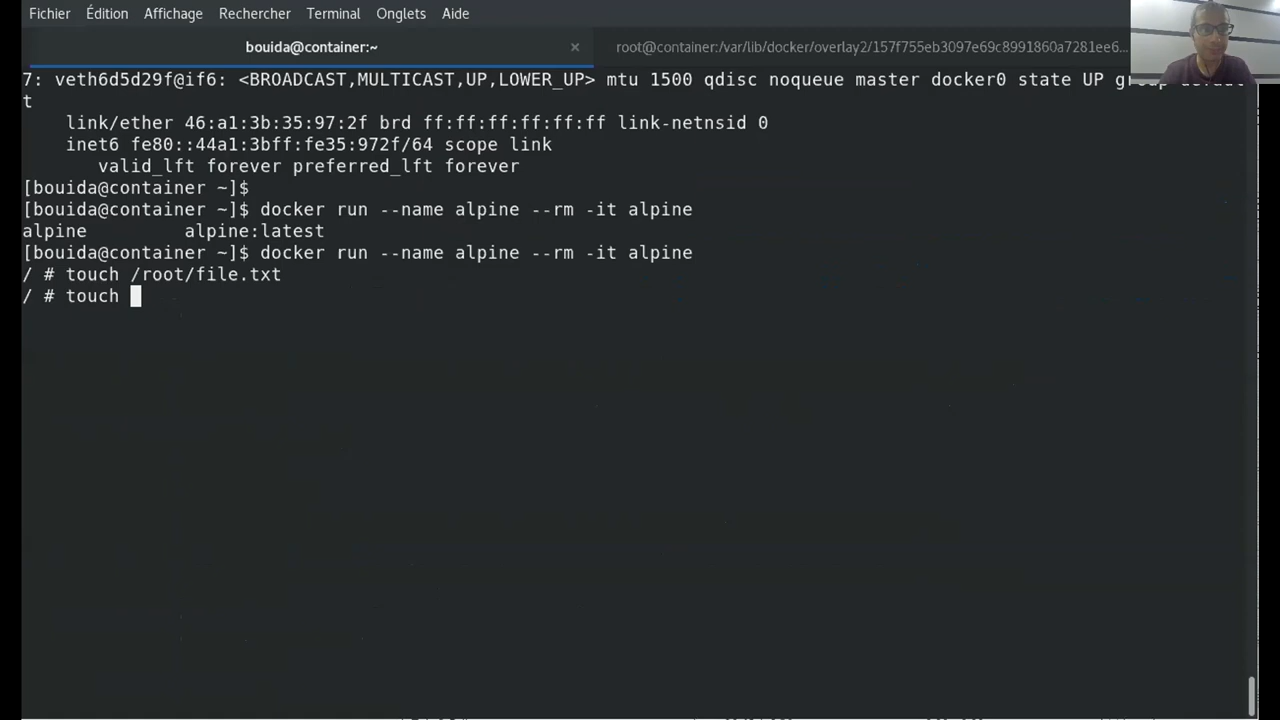 Fichier Édition Affichage Rechercher Terminal Onglets Aide
bouida@container:~ × root@container:/var/lib/docker/overlay2/157f755eb3097e69c8991860a7281ee6...
7: veth6d5d29f@if6: <BROADCAST,MULTICAST,UP,LOWER_UP> mtu 1500 qdisc noqueue master docker0 state UP group defaul
t
link/ether 46:a1:3b:35:97:2f brd ff:ff:ff:ff:ff:ff link-netnsid 0
inet6 fe80::44a1:3bff:fe35:972f/64 scope link
valid_lft forever preferred_lft forever
[bouida@container ~]$
[bouida@container ~]$ docker run --name alpine --rm -it alpine
alpine alpine:latest
[bouida@container ~]$ docker run --name alpine --rm -it alpine
/ # touch /root/file.txt
/ # touch